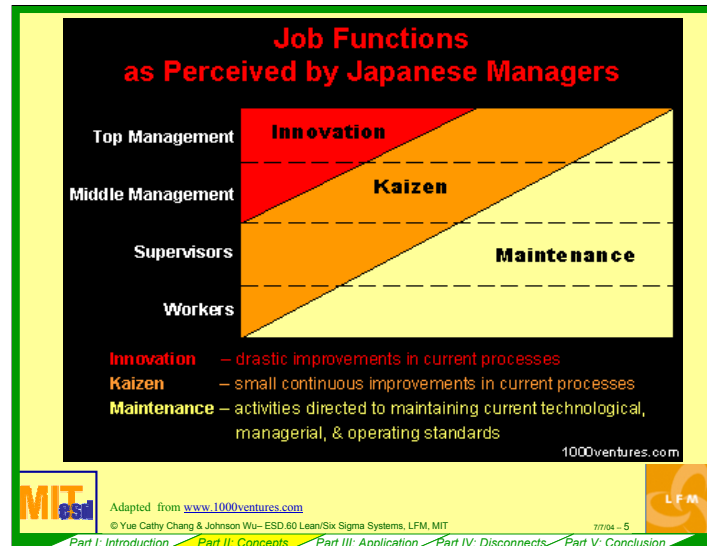 Job Functions
as Perceived by Japanese Managers
Top Management
Innovation
Middle Management
Kaizen
Supervisors
Maintenance
Workers
Innovation – drastic improvements in current processes
Kaizen – small continuous improvements in current processes
Maintenance – activities directed to maintaining current technological,
managerial, & operating standards
1000ventures.com
MIT esd
LFM
Adapted from www.1000ventures.com
© Yue Cathy Chang & Johnson Wu– ESD.60 Lean/Six Sigma Systems, LFM, MIT
7/7/04 – 5
Part I: Introduction Part II: Concepts Part III: Application Part IV: Disconnects Part V: Conclusion